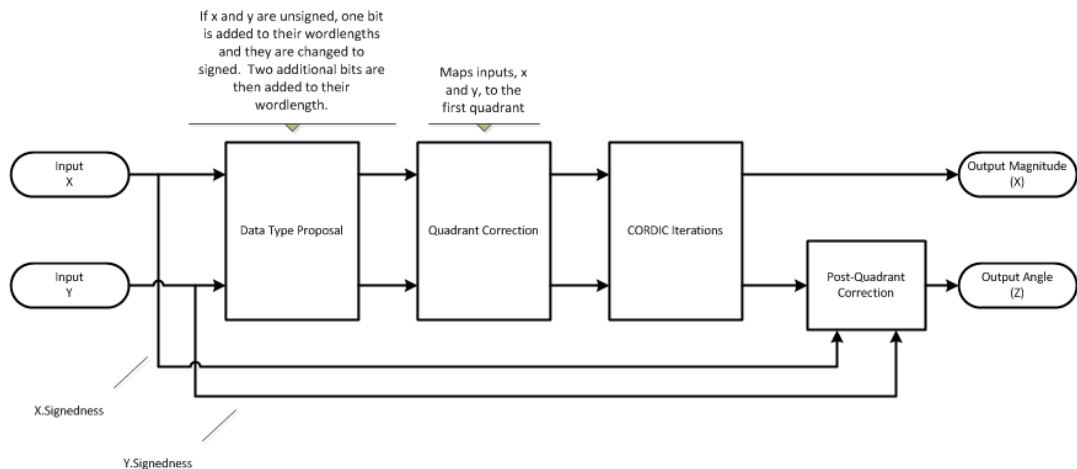 If x and y are unsigned, one bit
is added to their wordlengths
and they are changed to
signed.  Two additional bits are
then added to their
wordlength.
Maps inputs, x
and y, to the
first quadrant
Input
X
Data Type Proposal
Quadrant Correction
CORDIC Iterations
Output Magnitude
(X)
Input
Y
Post-Quadrant
Correction
Output Angle
(Z)
X.Signedness
Y.Signedness